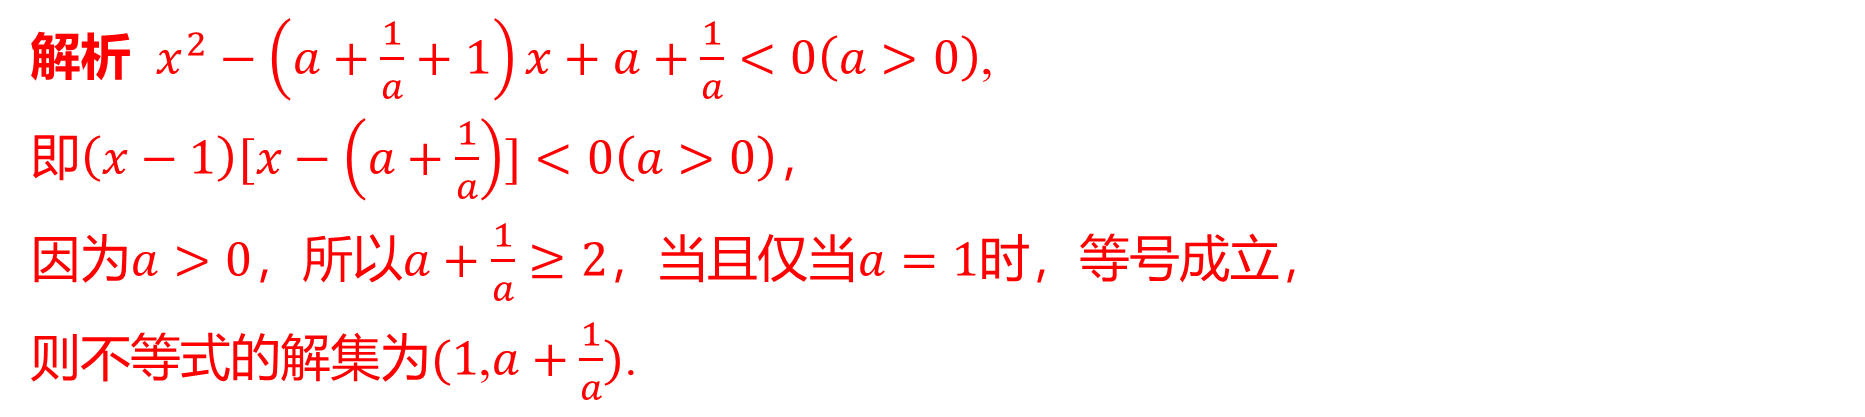 解析 x² − (a + 1/a + 1)x + a + 1/a < 0(a > 0),
即(x − 1)[x − (a + 1/a)] < 0(a > 0)，
因为a > 0，所以a + 1/a ≥ 2，当且仅当a = 1时，等号成立，
则不等式的解集为(1,a + 1/a).